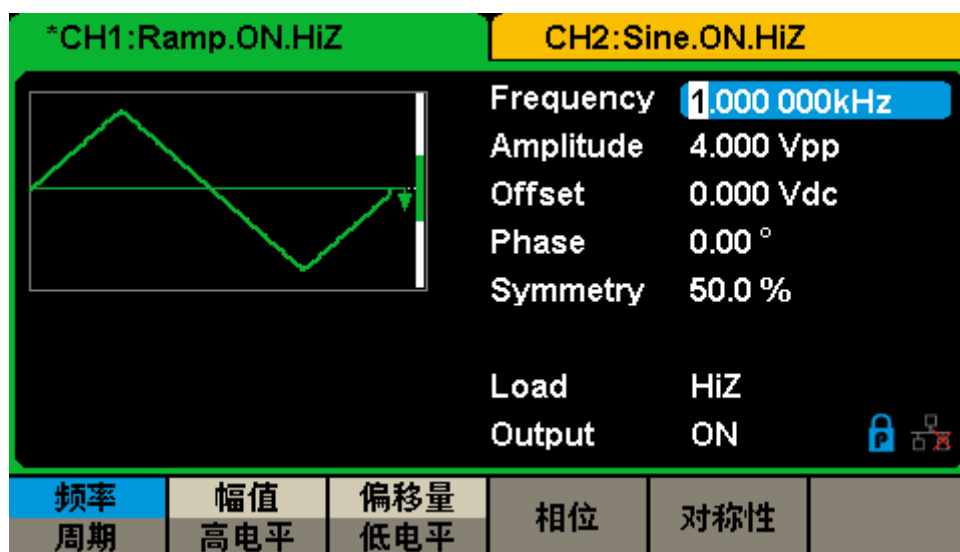 *CH1:Ramp.ON.HiZ CH2:Sine.ON.HiZ
Frequency 1.000 000kHz
Amplitude 4.000 Vpp
Offset 0.000 Vdc
Phase 0.00 °
Symmetry 50.0 %
Load HiZ
Output ON
频率 幅值 偏移量 相位 对称性
周期 高电平 低电平